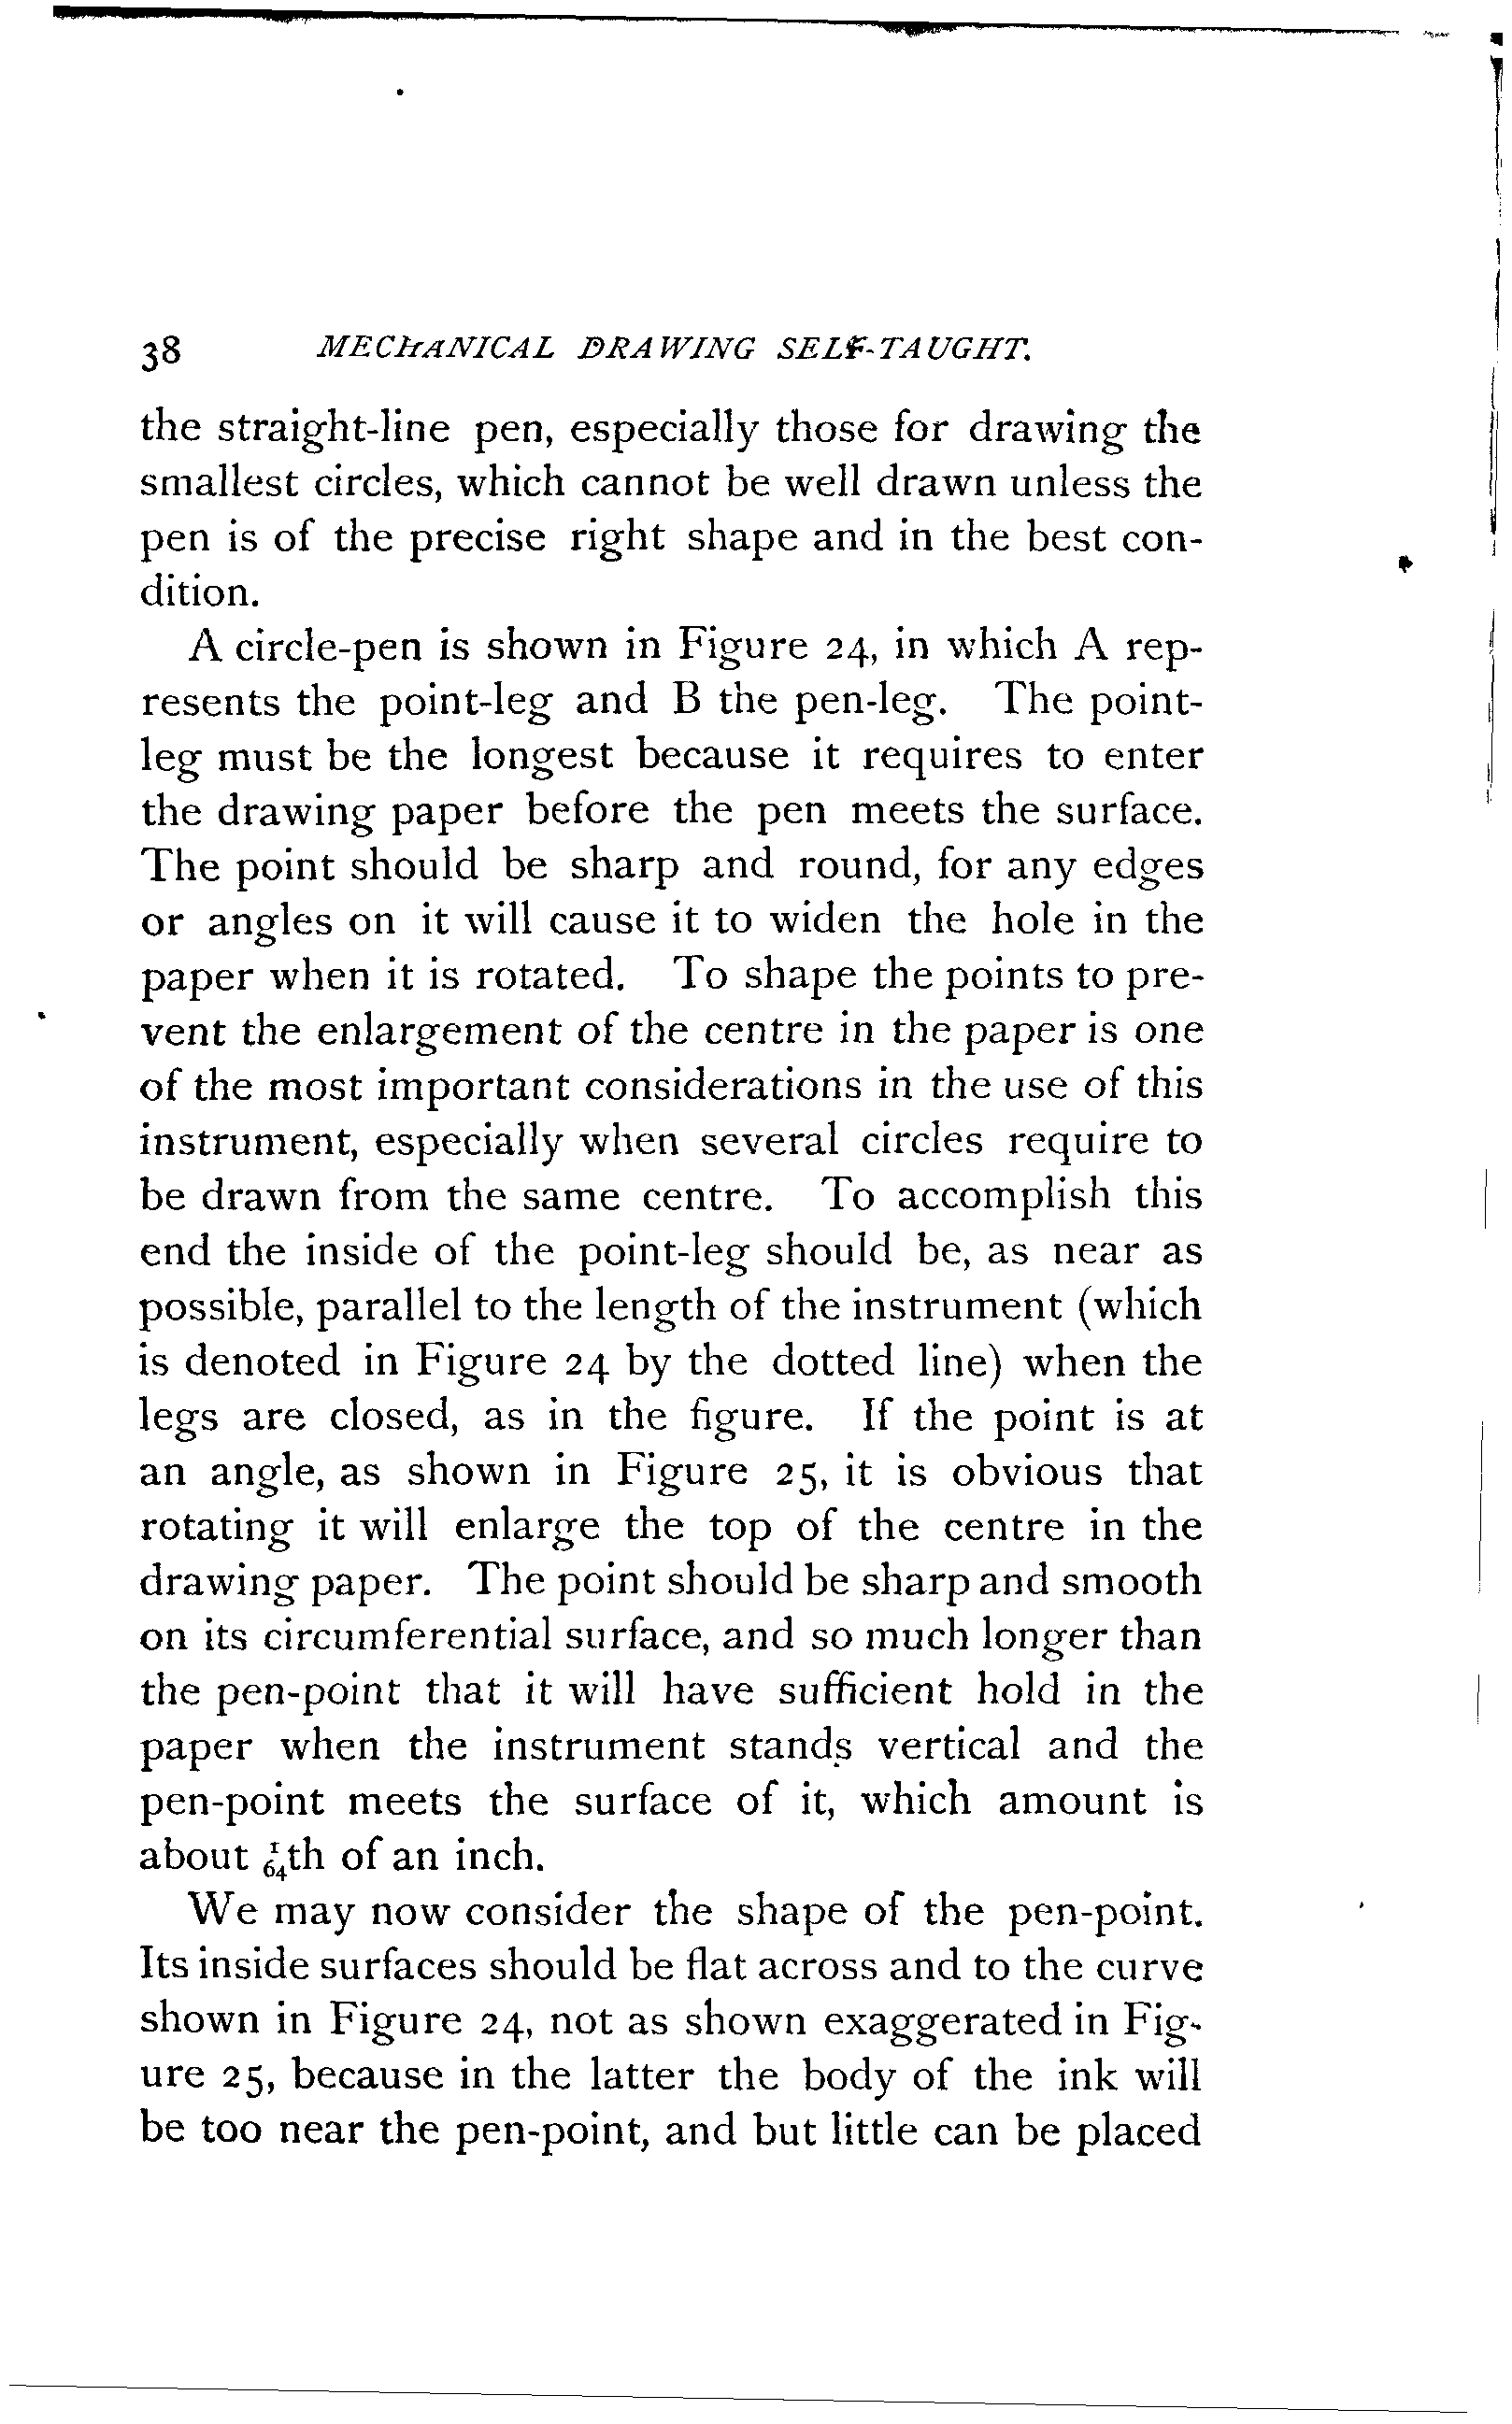 38 MECHANICAL DRAWING SELF-TAUGHT.
the straight-line pen, especially those for drawing the
smallest circles, which cannot be well drawn unless the
pen is of the precise right shape and in the best con-
dition.
A circle-pen is shown in Figure 24, in which A rep-
resents the point-leg and B the pen-leg. The point-
leg must be the longest because it requires to enter
the drawing paper before the pen meets the surface.
The point should be sharp and round, for any edges
or angles on it will cause it to widen the hole in the
paper when it is rotated. To shape the points to pre-
vent the enlargement of the centre in the paper is one
of the most important considerations in the use of this
instrument, especially when several circles require to
be drawn from the same centre. To accomplish this
end the inside of the point-leg should be, as near as
possible, parallel to the length of the instrument (which
is denoted in Figure 24 by the dotted line) when the
legs are closed, as in the figure. If the point is at
an angle, as shown in Figure 25, it is obvious that
rotating it will enlarge the top of the centre in the
drawing paper. The point should be sharp and smooth
on its circumferential surface, and so much longer than
the pen-point that it will have sufficient hold in the
paper when the instrument stands vertical and the
pen-point meets the surface of it, which amount is
about 1/64th of an inch.
We may now consider the shape of the pen-point.
Its inside surfaces should be flat across and to the curve
shown in Figure 24, not as shown exaggerated in Fig-
ure 25, because in the latter the body of the ink will
be too near the pen-point, and but little can be placed